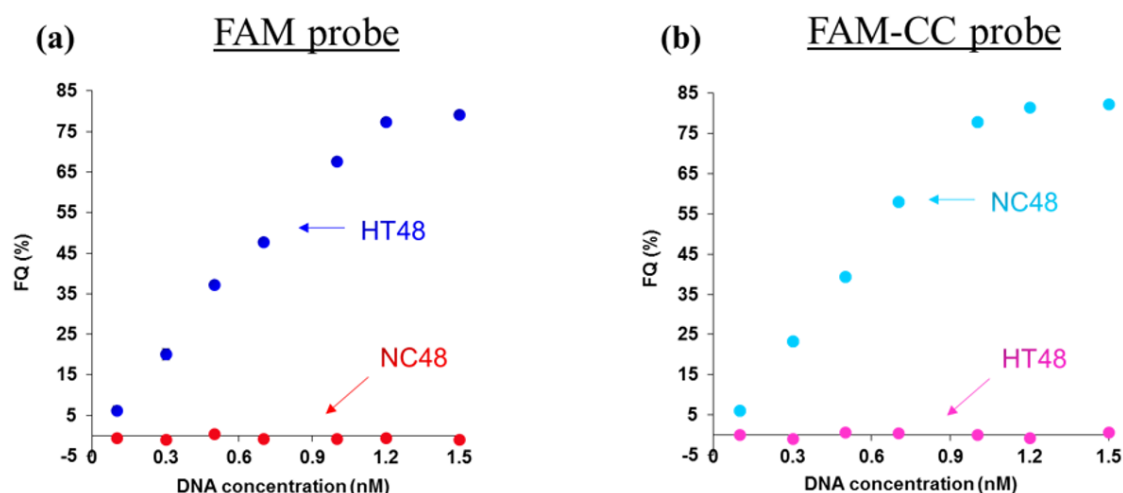 (a) FAM probe
85
75
65
55
45
35
25
15
5
-5
FQ (%)
HT48
NC48
0 0.3 0.6 0.9 1.2 1.5
DNA concentration (nM)
(b) FAM-CC probe
85
75
65
55
45
35
25
15
5
-5
FQ (%)
NC48
HT48
0 0.3 0.6 0.9 1.2 1.5
DNA concentration (nM)